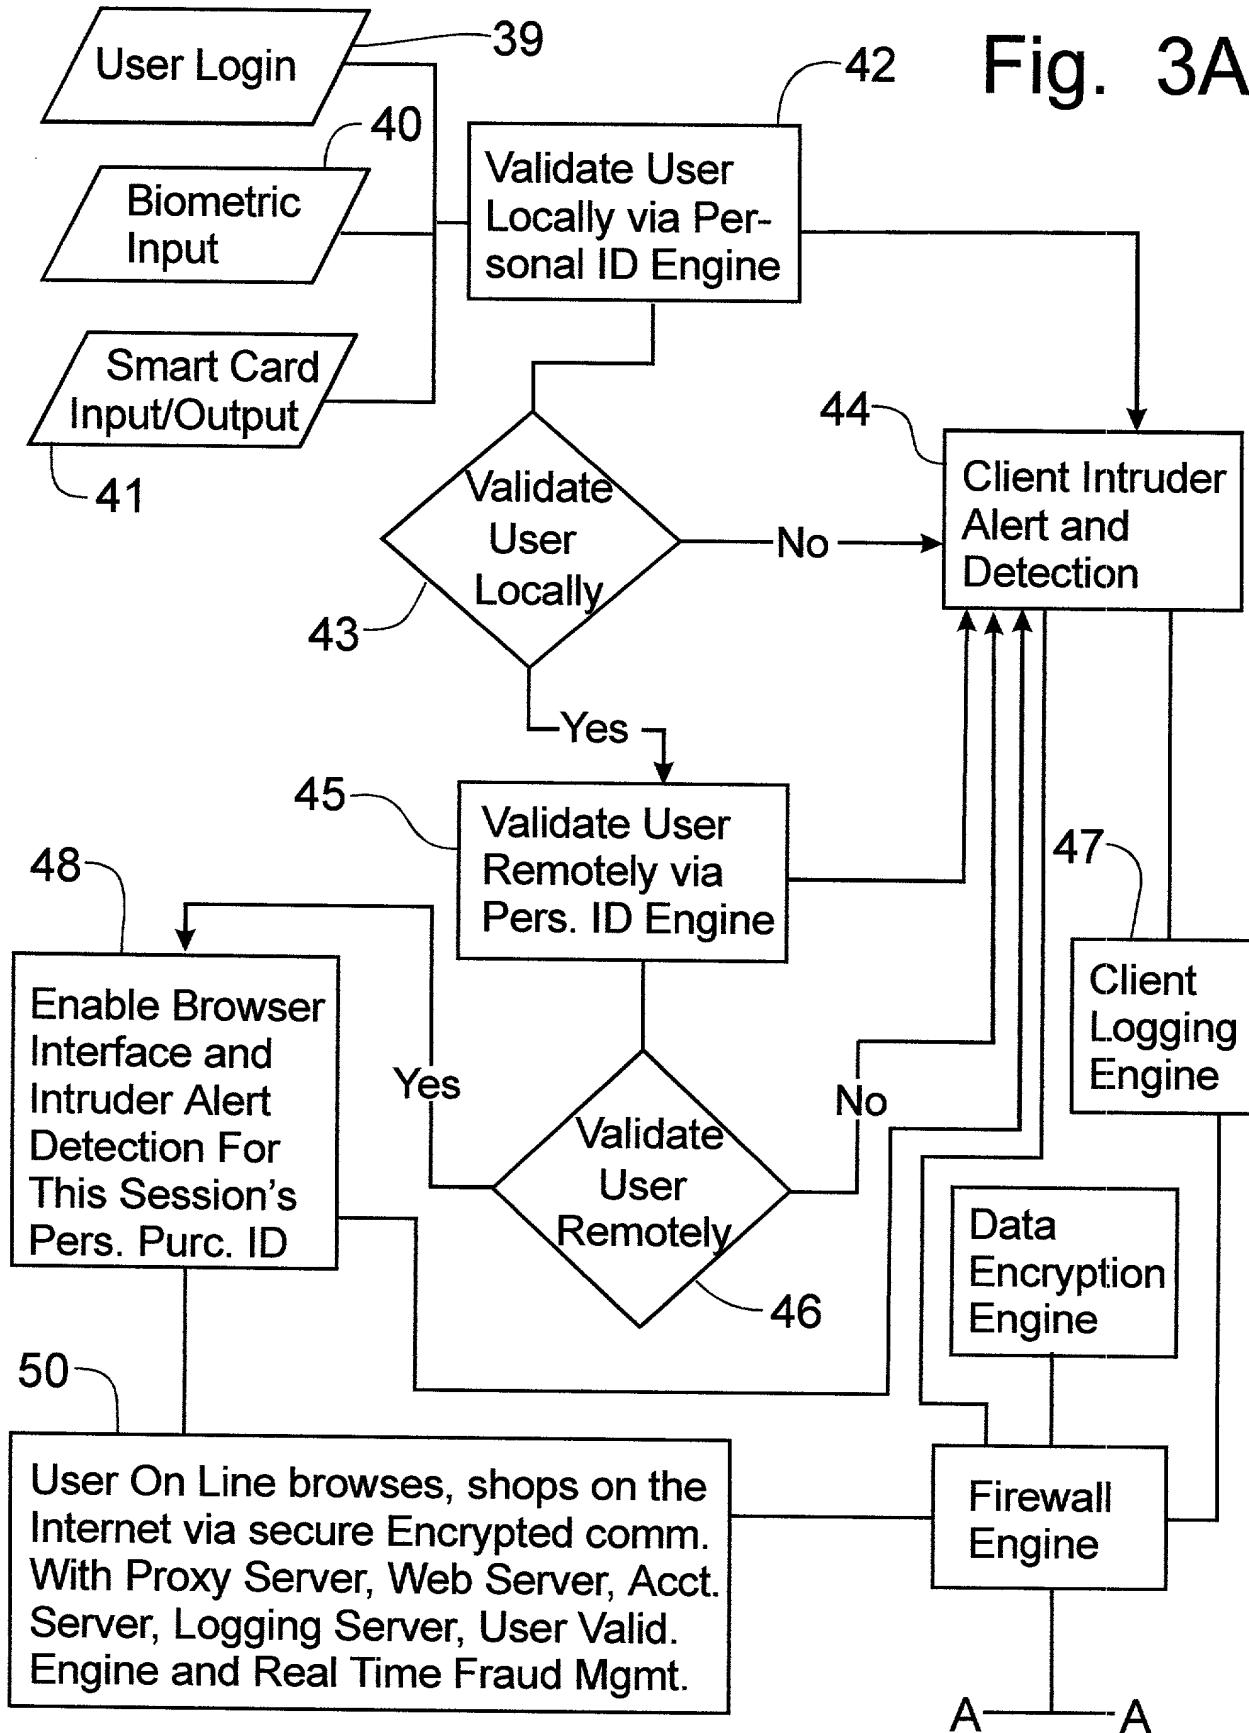 Fig. 3A
User Login
39
Biometric
Input
40
Smart Card
Input/Output
41
42
Validate User
Locally via Per-
sonal ID Engine
Validate
User
Locally
43
No
44
Client Intruder
Alert and
Detection
Yes
45
Validate User
Remotely via
Pers. ID Engine
47
Client
Logging
Engine
48
Enable Browser
Interface and
Intruder Alert
Detection For
This Session's
Pers. Purc. ID
Yes
Validate
User
Remotely
46
No
Data
Encryption
Engine
50
User On Line browses, shops on the
Internet via secure Encrypted comm.
With Proxy Server, Web Server, Acct.
Server, Logging Server, User Valid.
Engine and Real Time Fraud Mgmt.
Firewall
Engine
A A